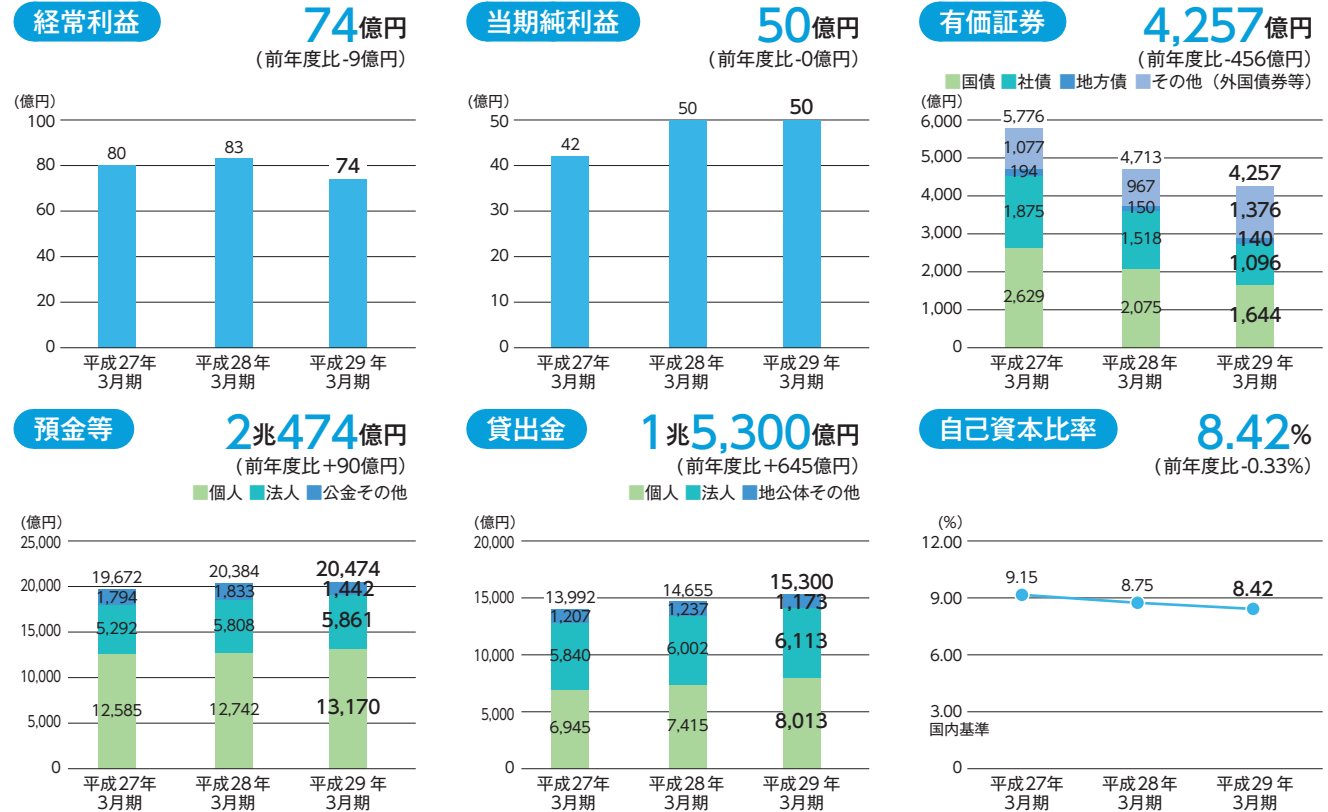 経常利益
74億円
(前年度比-9億円)
(億円)
100
80
60
40
20
0
80
83
74
平成27年
3月期
平成28年
3月期
平成29年
3月期
当期純利益
50億円
(前年度比-0億円)
(億円)
50
40
30
20
10
0
42
50
50
平成27年
3月期
平成28年
3月期
平成29年
3月期
有価証券
4,257億円
(前年度比-456億円)
国債 社債 地方債 その他(外国債券等)
(億円)
6,000
5,000
4,000
3,000
2,000
1,000
0
5,776
1,077
194
1,875
2,629
4,713
967
150
1,518
2,075
4,257
1,376
140
1,096
1,644
平成27年
3月期
平成28年
3月期
平成29年
3月期
預金等
2兆474億円
(前年度比+90億円)
個人 法人 公金その他
(億円)
25,000
20,000
15,000
10,000
5,000
0
19,672
1,794
5,292
12,585
20,384
1,833
5,808
12,742
20,474
1,442
5,861
13,170
平成27年
3月期
平成28年
3月期
平成29年
3月期
貸出金
1兆5,300億円
(前年度比+645億円)
個人 法人 地公体その他
(億円)
20,000
15,000
10,000
5,000
0
13,992
1,207
5,840
6,945
14,655
1,237
6,002
7,415
15,300
1,173
6,113
8,013
平成27年
3月期
平成28年
3月期
平成29年
3月期
自己資本比率
8.42%
(前年度比-0.33%)
(%)
12.00
9.00
6.00
3.00
国内基準
0
9.15
8.75
8.42
平成27年
3月期
平成28年
3月期
平成29年
3月期